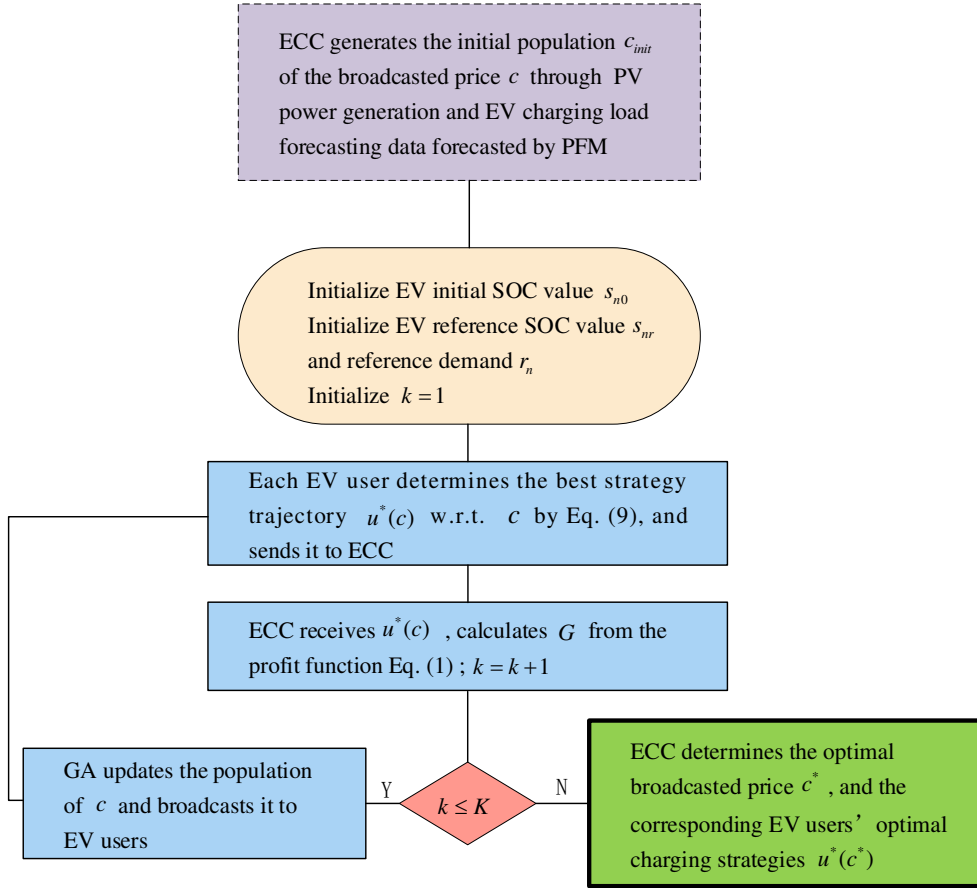 ECC generates the initial population c_init
of the broadcasted price c through PV
power generation and EV charging load
forecasting data forecasted by PFM
Initialize EV initial SOC value s_n0
Initialize EV reference SOC value s_nr
and reference demand r_n
Initialize k = 1
Each EV user determines the best strategy
trajectory u*(c) w.r.t. c by Eq. (9), and
sends it to ECC
ECC receives u*(c) , calculates G from the
profit function Eq. (1) ; k = k + 1
GA updates the population
of c and broadcasts it to
EV users
Y
k ≤ K
N
ECC determines the optimal
broadcasted price c* , and the
corresponding EV users’ optimal
charging strategies u*(c*)